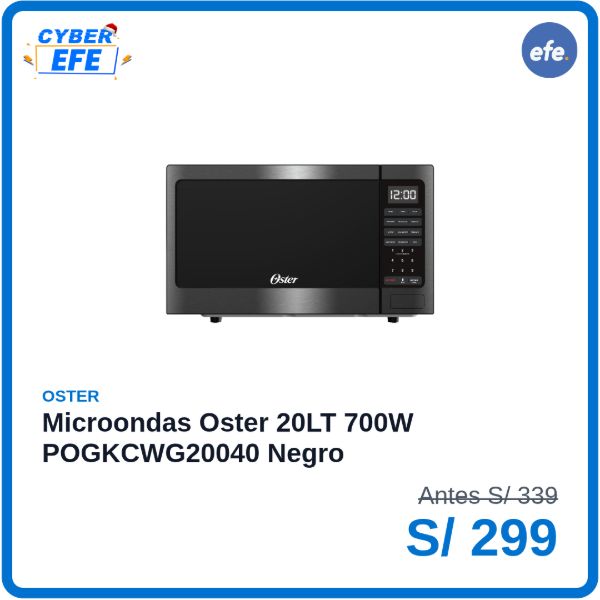 CYBER
EFE
efe.
12:00
Oster
OSTER
Microondas Oster 20LT 700W
POGKCWG20040 Negro
Antes S/ 339
S/ 299